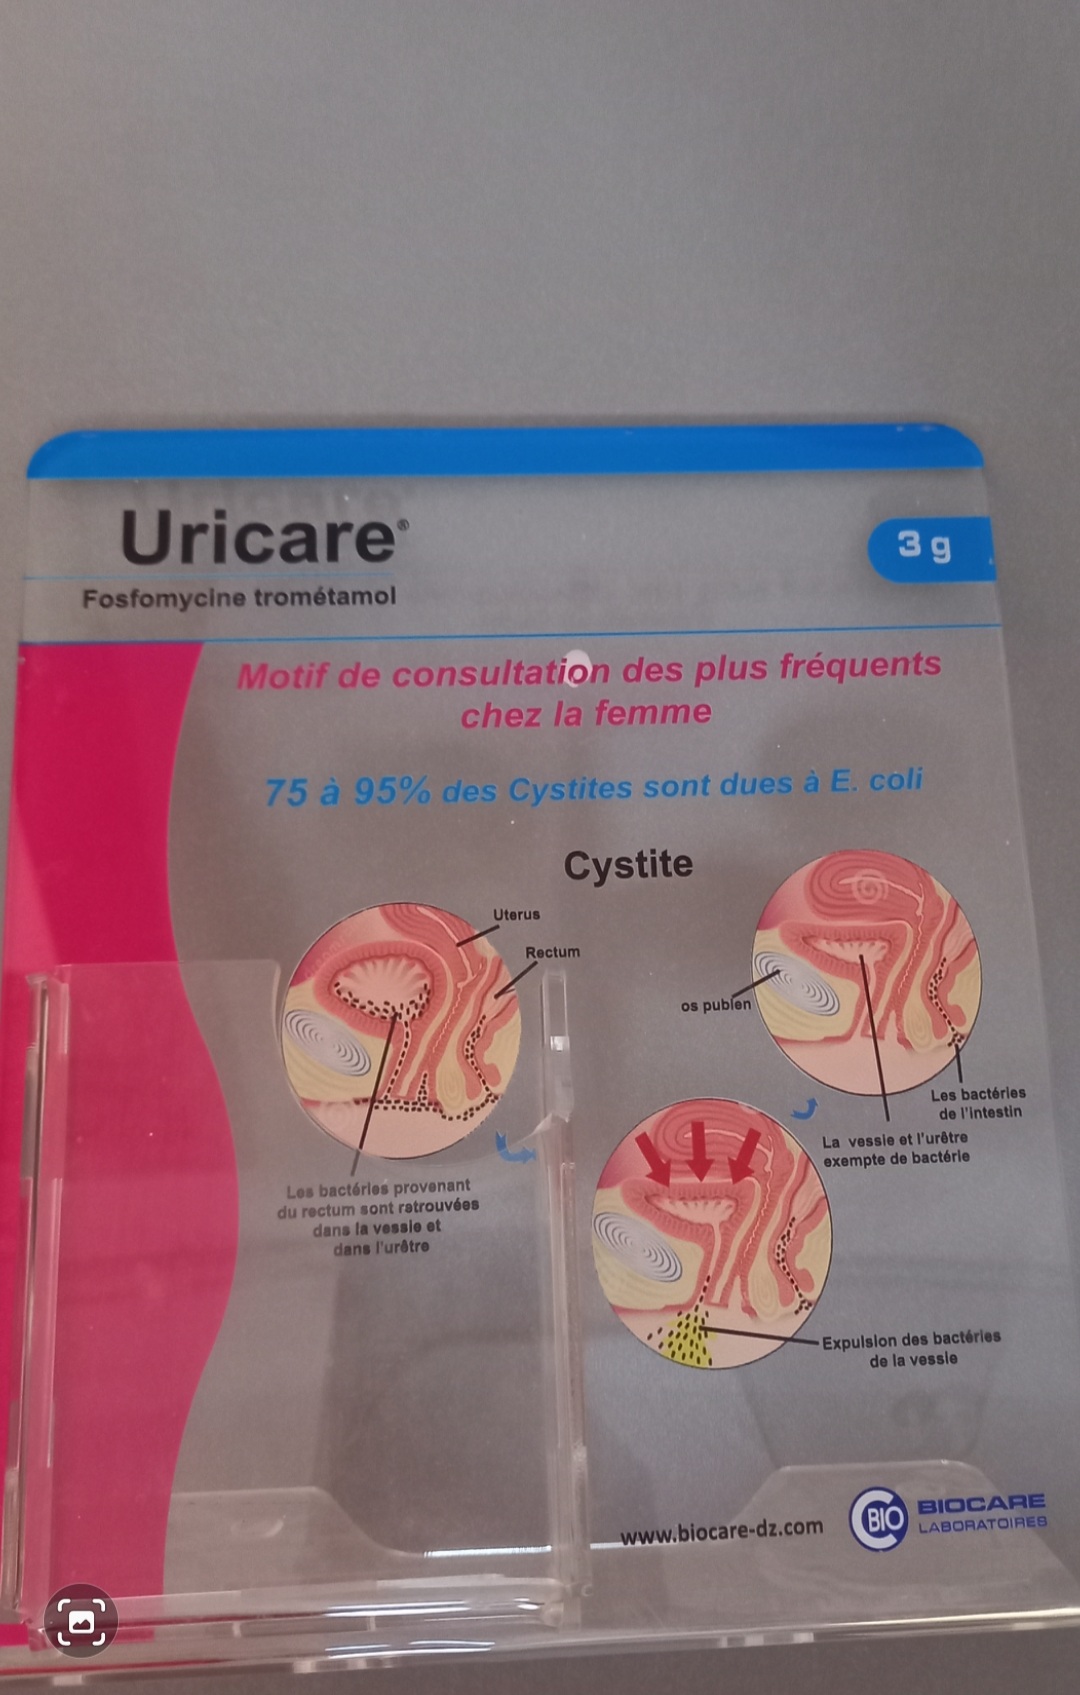 Uricare®
3 g
Fosfomycine trométamol
Motif de consultation des plus fréquents
chez la femme
75 à 95% des Cystites sont dues à E. coli
Cystite
Uterus
Rectum
os pubien
Les bactéries
de l'intestin
La vessie et l'urètre
exempte de bactérie
Les bactéries provenant
du rectum sont ratrouvées
dans la vessie et
dans l'urêtre
Expulsion des bactéries
de la vessie
www.biocare-dz.com
BIO
BIOCARE
LABORATOIRES